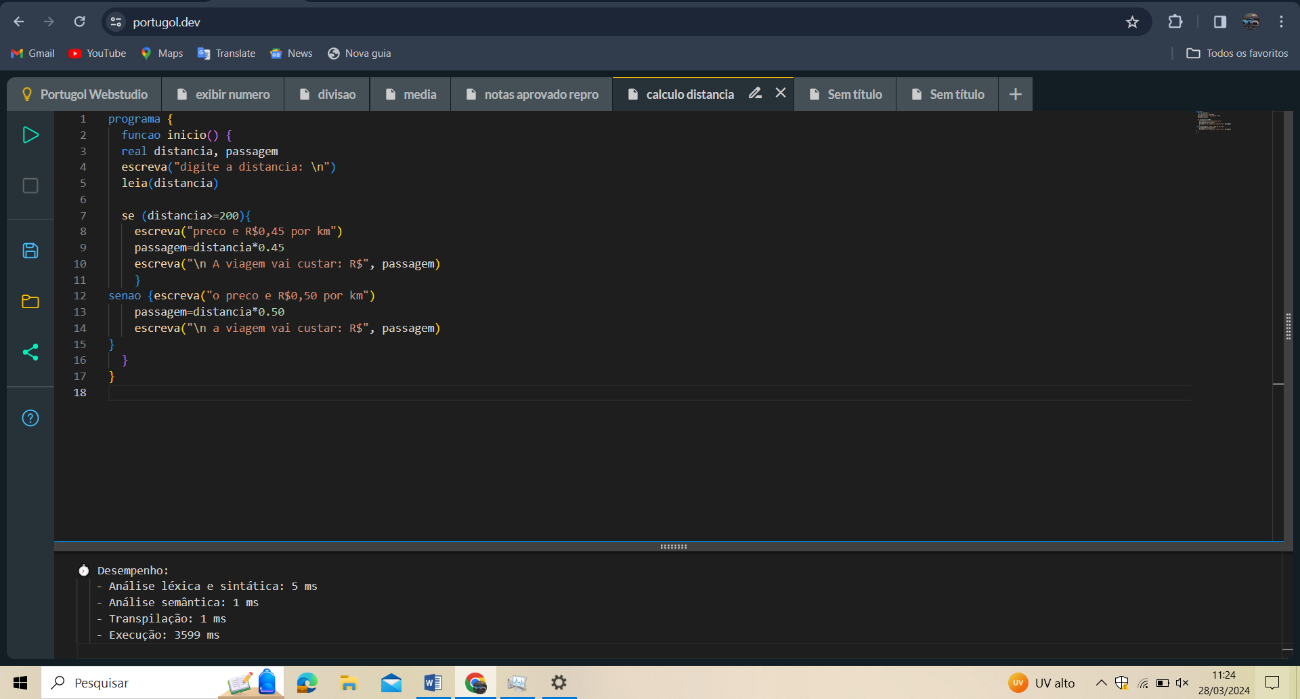 portugol.dev
Gmail YouTube Maps Translate News Nova guia Todos os favoritos
Portugol Webstudio exibir numero divisao media notas aprovado repro calculo distancia Sem título Sem título
1 programa {
2 funcao inicio() {
3 real distancia, passagem
4 escreva("digite a distancia: \n")
5 leia(distancia)
6
7 se (distancia>=200){
8 escreva("preco e R$0,45 por km")
9 passagem=distancia*0.45
10 escreva("\n A viagem vai custar: R$", passagem)
11 }
12 senao {escreva("o preco e R$0,50 por km")
13 passagem=distancia*0.50
14 escreva("\n a viagem vai custar: R$", passagem)
15 }
16 }
17 }
18
Desempenho:
- Análise léxica e sintática: 5 ms
- Análise semântica: 1 ms
- Transpilação: 1 ms
- Execução: 3599 ms
Pesquisar UV UV alto 11:24
28/03/2024